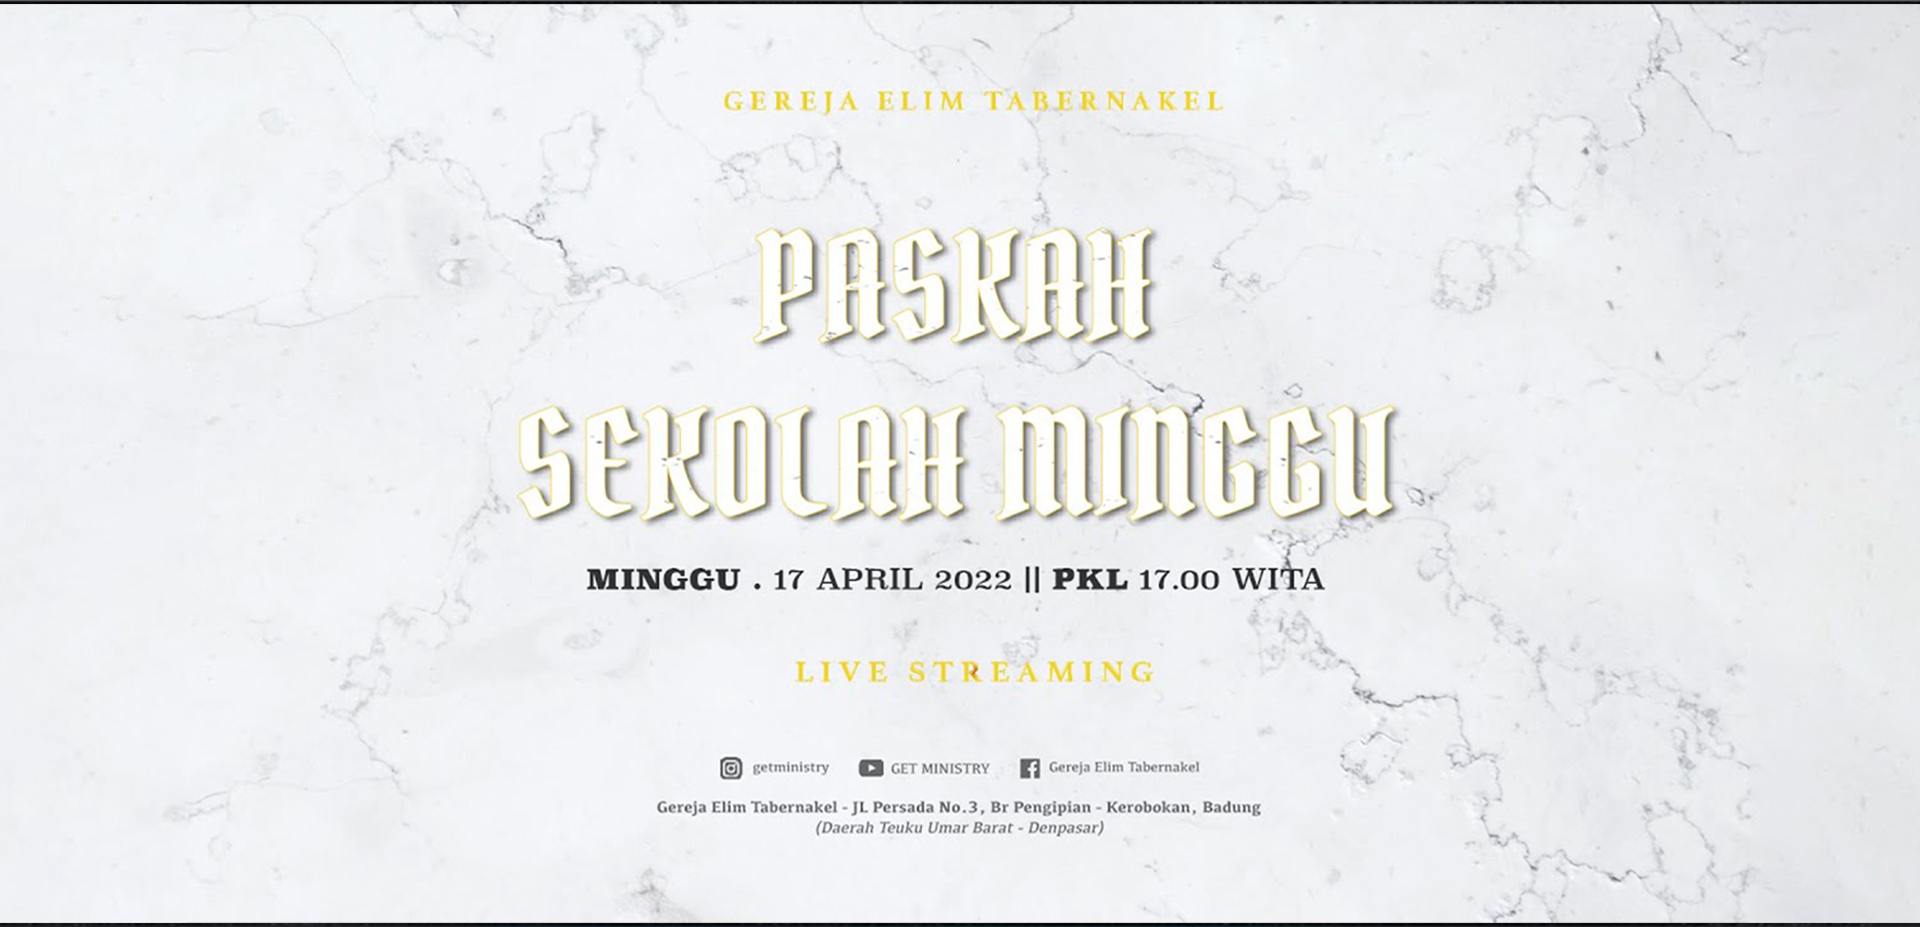 GEREJA ELIM TABERNAKEL
PASKAH
SEKOLAH MINGGU
MINGGU . 17 APRIL 2022 || PKL 17.00 WITA
LIVE STREAMING
getministry GET MINISTRY Gereja Elim Tabernakel
Gereja Elim Tabernakel - JL Persada No.3, Br Pengipian - Kerobokan, Badung
(Daerah Teuku Umar Barat - Denpasar)